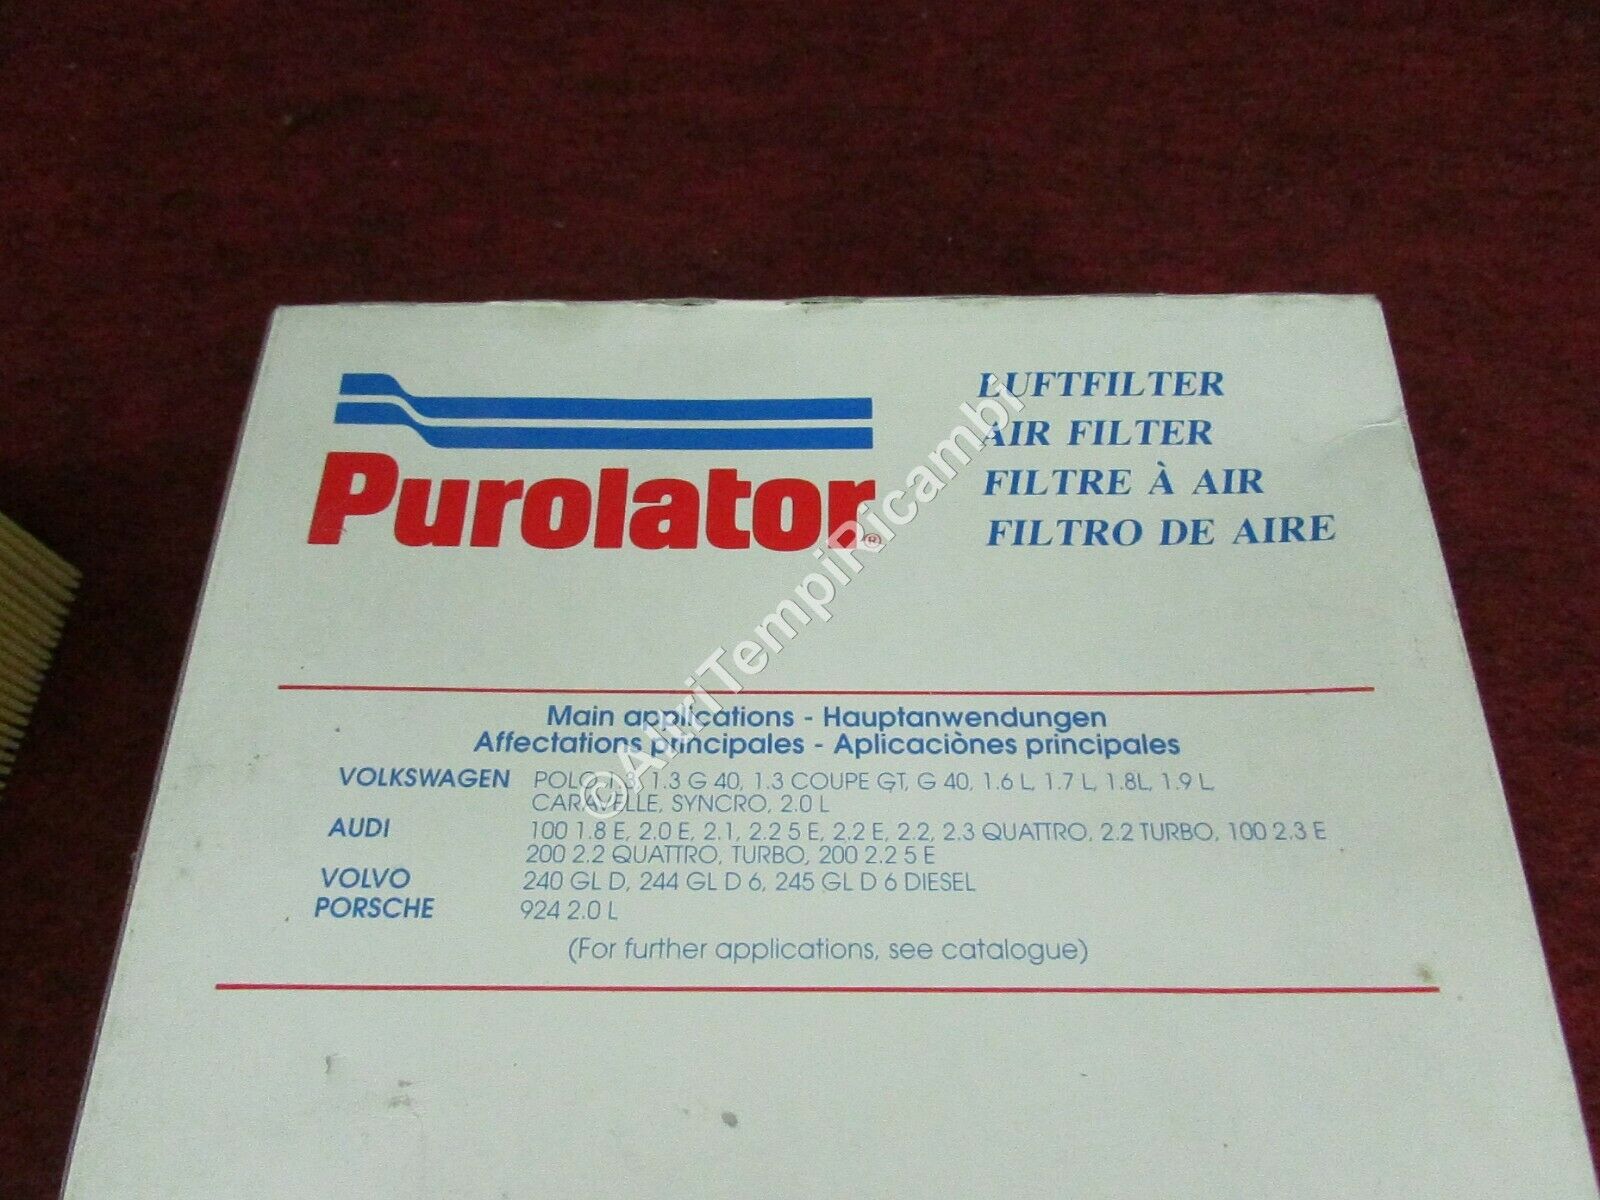 Purolator ®
LUFTFILTER
AIR FILTER
FILTRE À AIR
FILTRO DE AIRE
Main applications - Hauptanwendungen
Affectations principales - Aplicaciònes principales
VOLKSWAGEN POLO 1.3, 1.3 G 40, 1.3 COUPE GT, G 40, 1.6 L, 1.7 L, 1.8L, 1.9 L
CARAVELLE, SYNCRO, 2.0 L
AUDI 100 1.8 E, 2.0 E, 2.1, 2.2 5 E, 2.2 E, 2.2, 2.3 QUATTRO, 2.2 TURBO, 100 2.3 E
200 2.2 QUATTRO, TURBO, 200 2.2 5 E
VOLVO 240 GL D, 244 GL D 6, 245 GL D 6 DIESEL
PORSCHE 924 2.0 L
(For further applications, see catalogue)
©AltriTempiRicambi